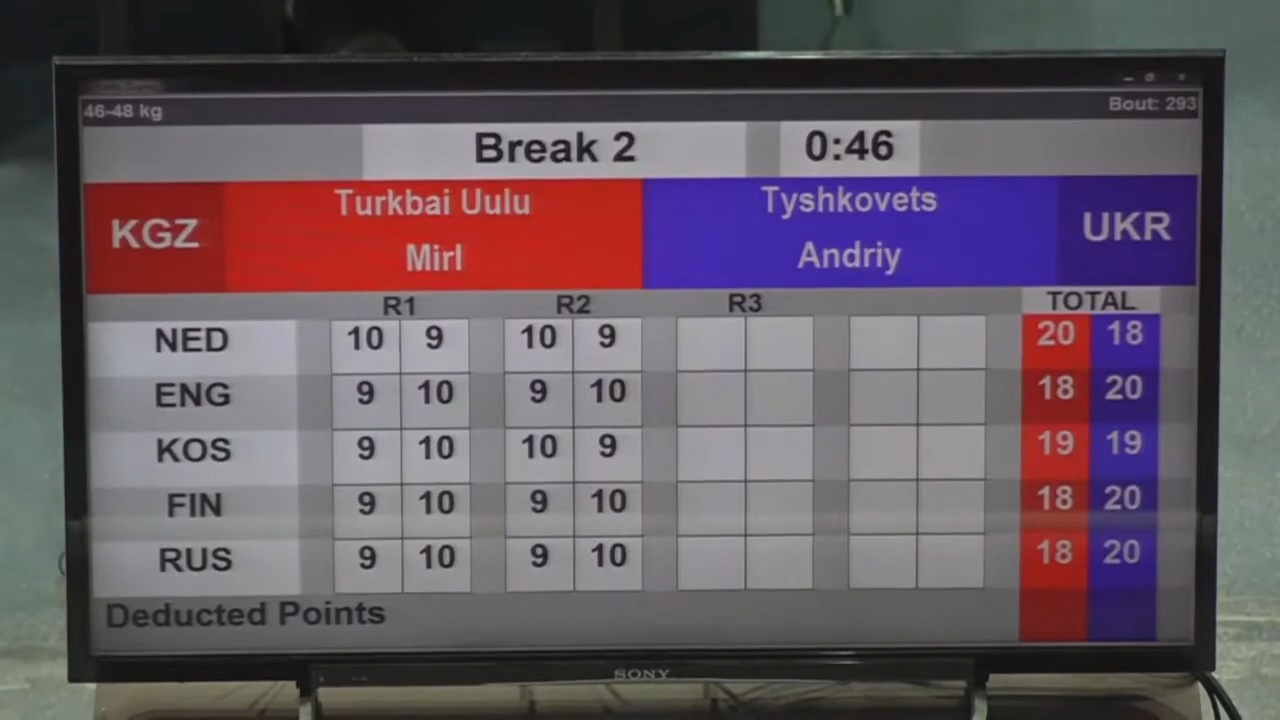 46-48 kg Bout: 293
Break 2 0:46
KGZ Turkbai Uulu Mirl Tyshkovets Andriy UKR
R1 R2 R3 TOTAL
NED 10 9 10 9 20 18
ENG 9 10 9 10 18 20
KOS 9 10 10 9 19 19
FIN 9 10 9 10 18 20
RUS 9 10 9 10 18 20
Deducted Points
SONY